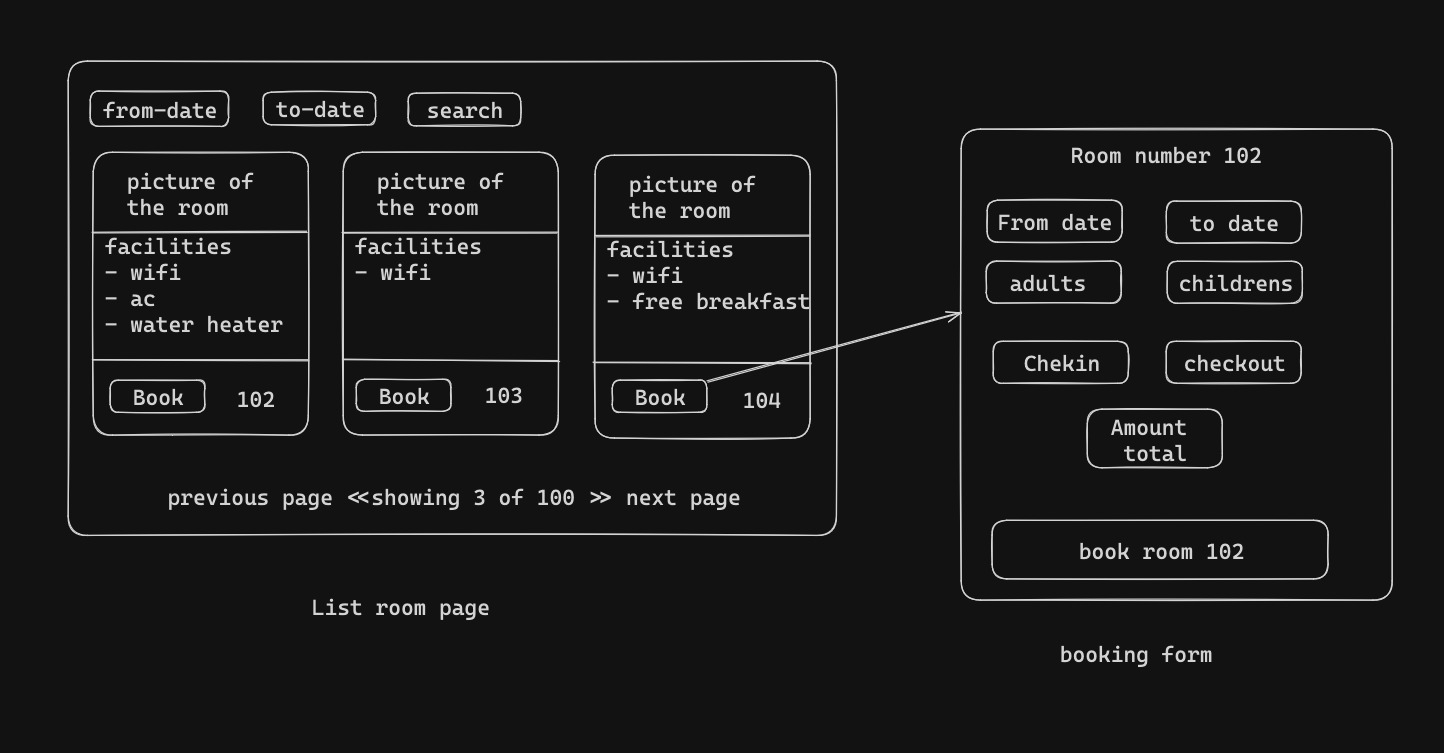 from-date
to-date
search
picture of
the room
facilities
- wifi
- ac
- water heater
Book
102
picture of
the room
facilities
- wifi
Book
103
picture of
the room
facilities
- wifi
- free breakfast
Book
104
previous page <<showing 3 of 100 >> next page
List room page
Room number 102
From date
to date
adults
childrens
Chekin
checkout
Amount
total
book room 102
booking form